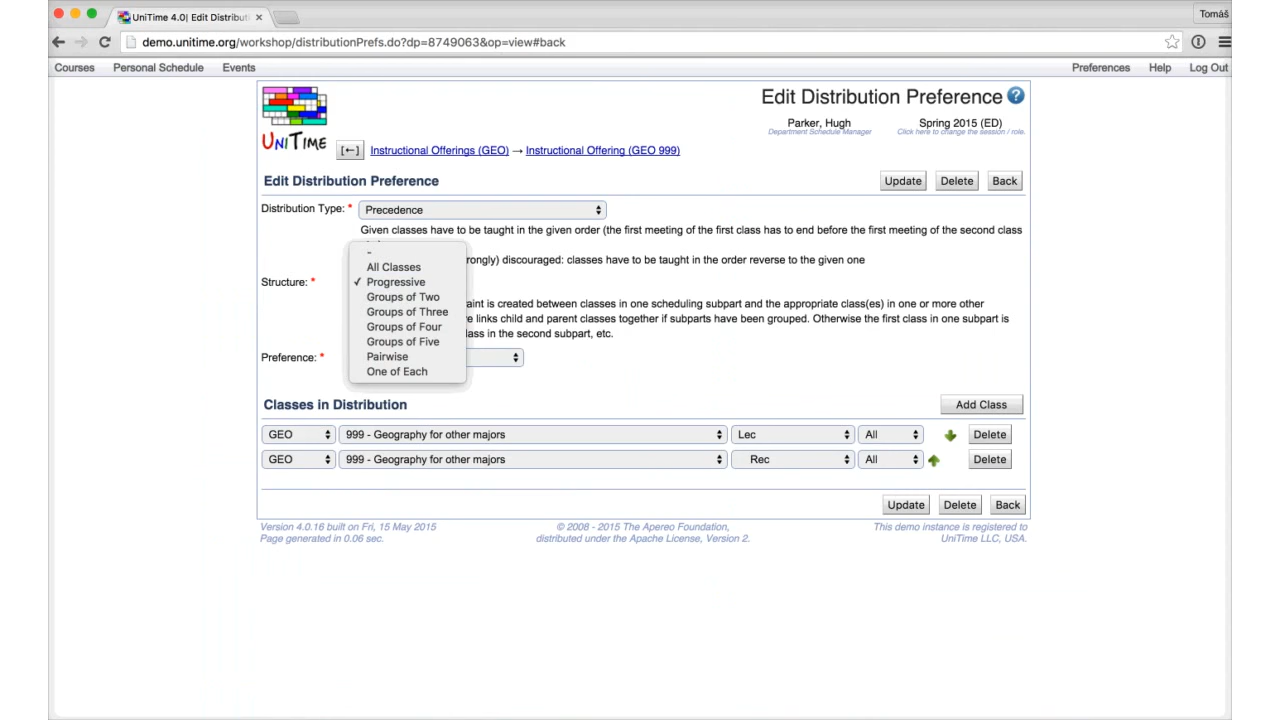 UniTime 4.0| Edit Distribut
Tomáš
demo.unitime.org/workshop/distributionPrefs.do?dp=8749063&op=view#back
Courses Personal Schedule Events Preferences Help Log Out
UniTime
Edit Distribution Preference ?
Parker, Hugh Spring 2015 (ED)
Department Schedule Manager Click here to change the session / role.
[←] Instructional Offerings (GEO) → Instructional Offering (GEO 999)
Edit Distribution Preference Update Delete Back
Distribution Type: * Precedence
Given classes have to be taught in the given order (the first meeting of the first class has to end before the first meeting of the second class
-
rongly) discouraged: classes have to be taught in the order reverse to the given one
All Classes
Structure: * ✓ Progressive
Groups of Two
aint is created between classes in one scheduling subpart and the appropriate class(es) in one or more other
Groups of Three
e links child and parent classes together if subparts have been grouped. Otherwise the first class in one subpart is
Groups of Four
lass in the second subpart, etc.
Groups of Five
Preference: * Pairwise
One of Each
Classes in Distribution Add Class
GEO 999 - Geography for other majors Lec All Delete
GEO 999 - Geography for other majors Rec All Delete
Update Delete Back
Version 4.0.16 built on Fri, 15 May 2015 © 2008 - 2015 The Apereo Foundation, This demo instance is registered to
Page generated in 0.06 sec. distributed under the Apache License, Version 2. UniTime LLC, USA.